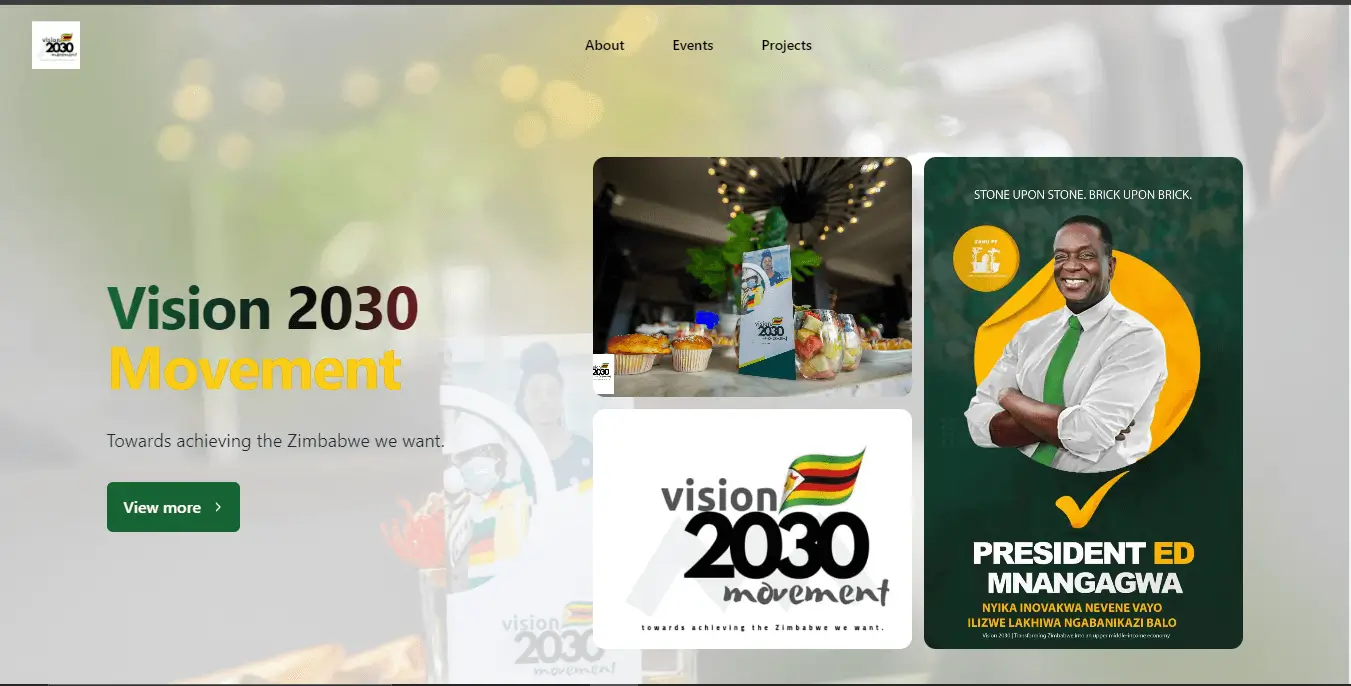 vision
2030
movement
About
Events
Projects
Vision 2030
Movement
Towards achieving the Zimbabwe we want.
View more
vision
2030
movement
2030
vision
2030
movement
towards achieving the Zimbabwe we want.
STONE UPON STONE. BRICK UPON BRICK.
ZANU PF
PRESIDENT ED
MNANGAGWA
NYIKA INOVAKWA NEVENE VAYO
ILIZWE LAKHIWA NGABANIKAZI BALO
Vision 2030 | Transforming Zimbabwe into an upper middle-income economy
vision
2030
movement